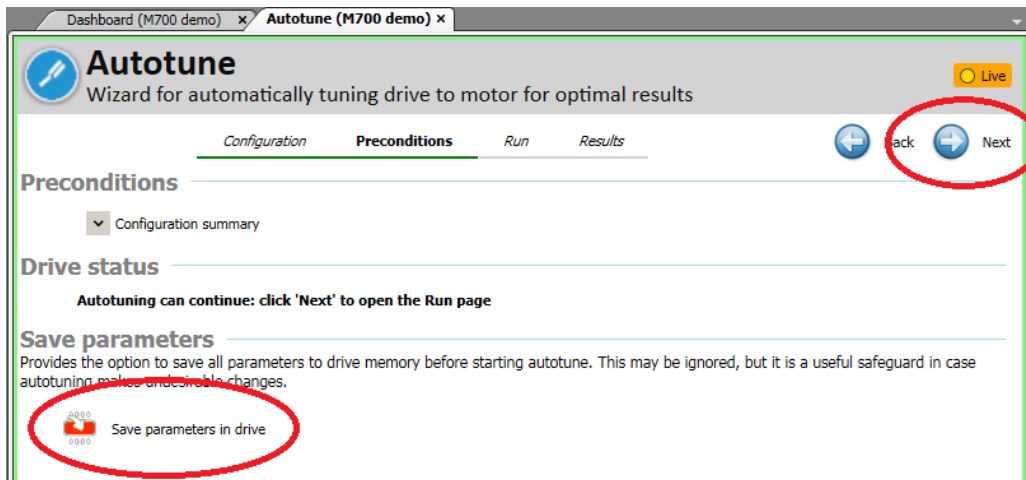 Dashboard (M700 demo) x Autotune (M700 demo) x
Autotune
Wizard for automatically tuning drive to motor for optimal results
Live
Configuration Preconditions Run Results Back Next
Preconditions
Configuration summary
Drive status
Autotuning can continue: click 'Next' to open the Run page
Save parameters
Provides the option to save all parameters to drive memory before starting autotune. This may be ignored, but it is a useful safeguard in case
autotuning makes undesirable changes.
Save parameters in drive